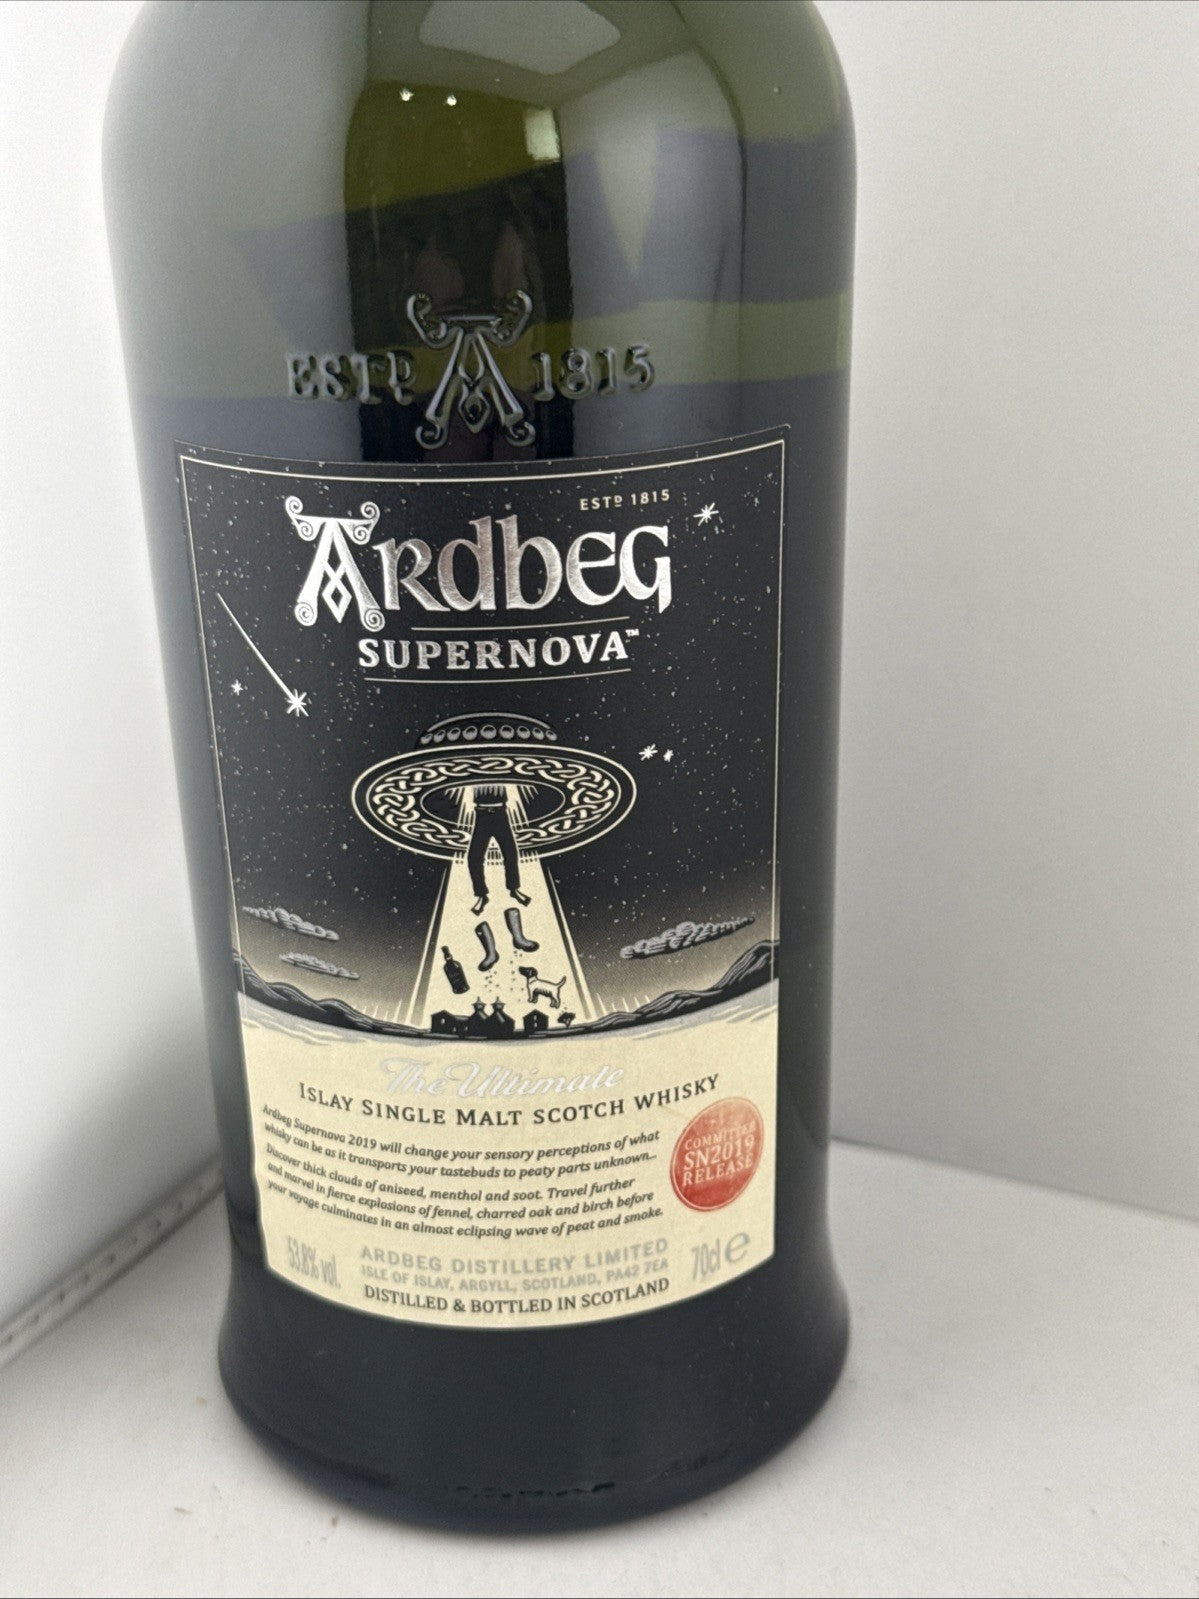 ESTD 1815
ESTD 1815
ARDBEG
SUPERNOVA™
The Ultimate
ISLAY SINGLE MALT SCOTCH WHISKY
Ardbeg Supernova 2019 will change your sensory perceptions of what
whisky can be as it transports your tastebuds to peaty parts unknown...
Discover thick clouds of aniseed, menthol and soot. Travel further
and marvel in fierce explosions of fennel, charred oak and birch before
your voyage culminates in an almost eclipsing wave of peat and smoke.
COMMITTEE
SN2019
RELEASE
53.8% vol.
ARDBEG DISTILLERY LIMITED
ISLE OF ISLAY, ARGYLL, SCOTLAND, PA42 7EA
DISTILLED & BOTTLED IN SCOTLAND
70cl e